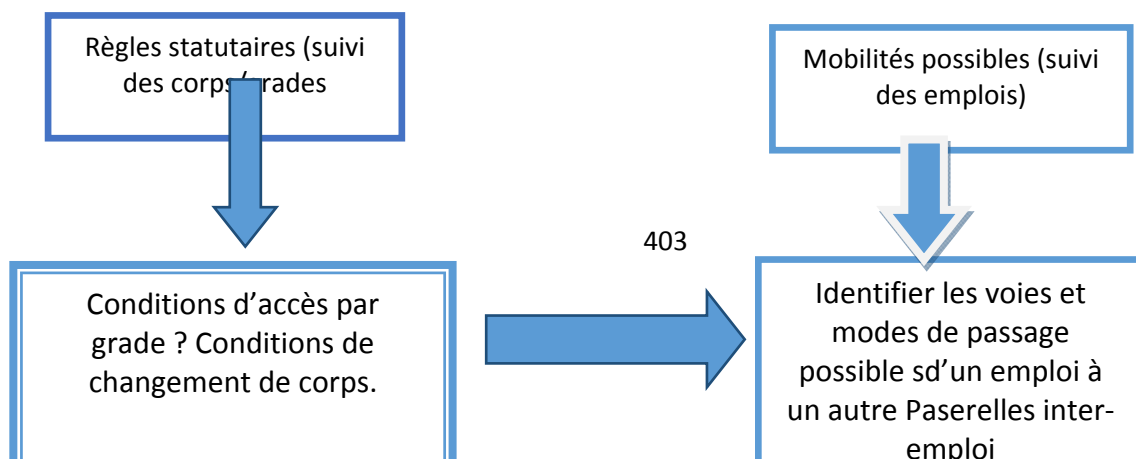 Règles statutaires (suivi
des corps/grades
Mobilités possibles (suivi
des emplois)
403
Conditions d’accès par
grade ? Conditions de
changement de corps.
Identifier les voies et
modes de passage
possible sd’un emploi à
un autre Paserelles inter-
emploi